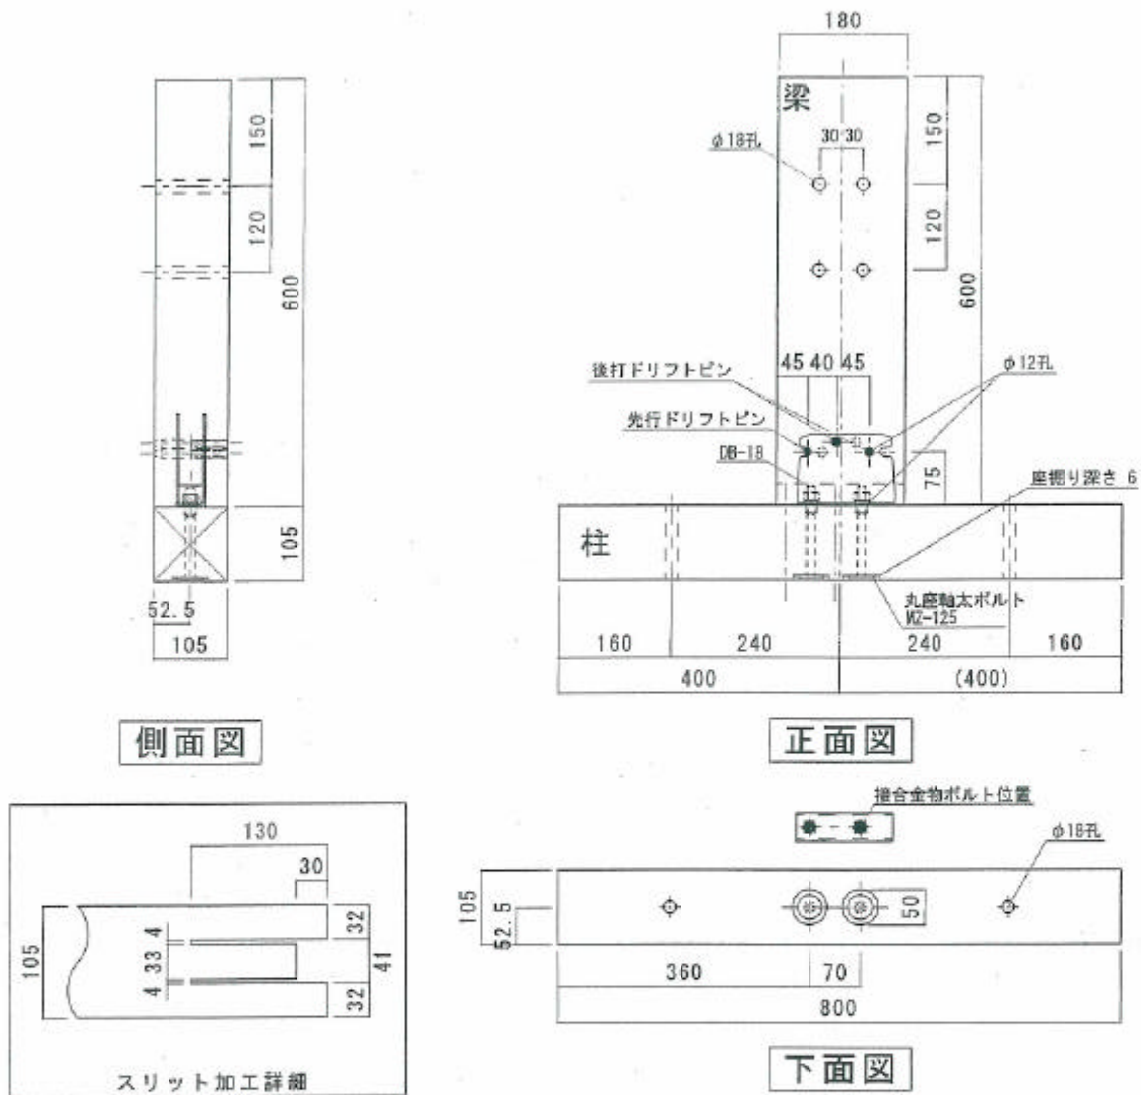 150
120
600
105
52.5
105
側面図
180
梁
φ18孔
30 30
150
120
600
45 40 45
後打ドリフトピン
φ12孔
先行ドリフトピン
DB-18
75
座掘り深さ 6
柱
丸座軸太ボルト
WZ-125
160
240
240
160
400
(400)
正面図
130
30
105
4
33
4
32
41
32
スリット加工詳細
接合金物ボルト位置
φ18孔
105
52.5
50
360
70
800
下面図